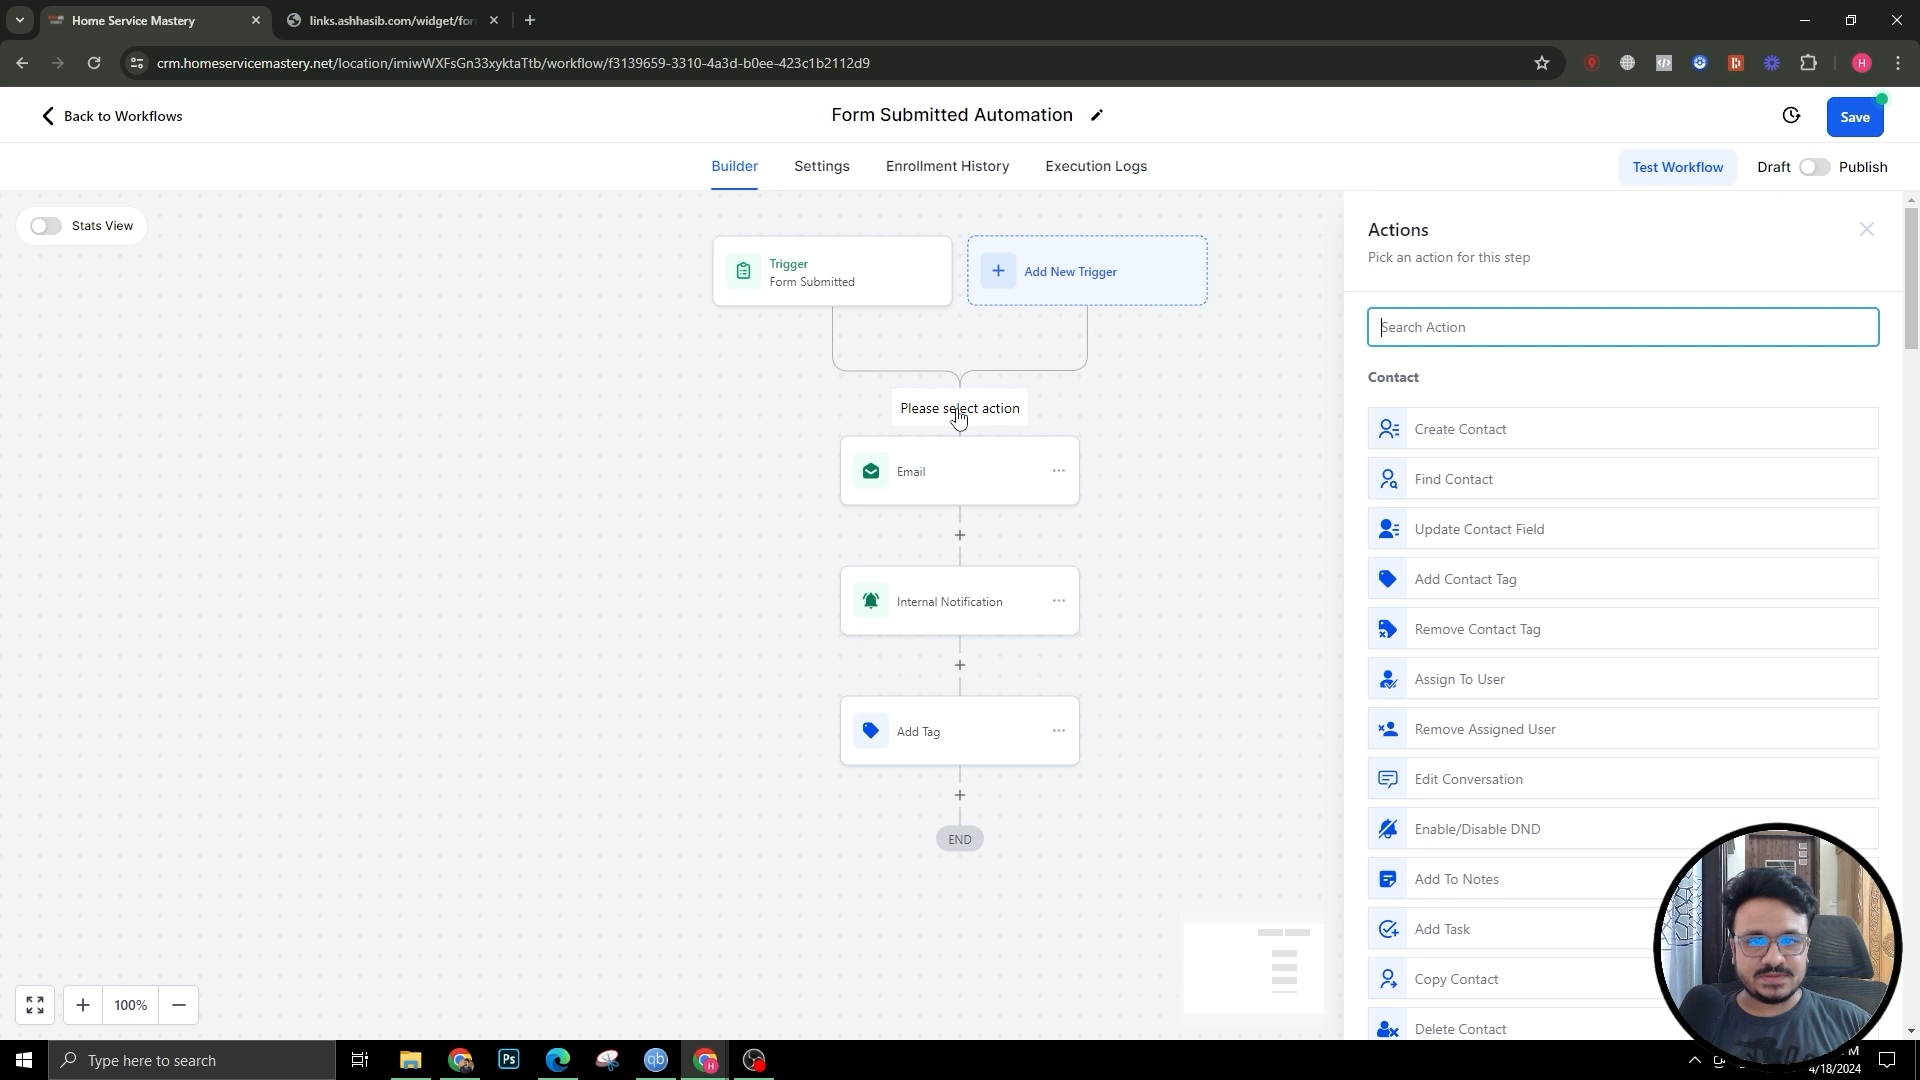 Home Service Mastery
links.ashhasib.com/widget/for
crm.homeservicemastery.net/location/imiwWXFsGn33xyktaTtb/workflow/f3139659-3310-4a3d-b0ee-423c1b2112d9
H
Back to Workflows
Form Submitted Automation
Save
Builder
Settings
Enrollment History
Execution Logs
Test Workflow
Draft
Publish
Stats View
Trigger
Form Submitted
Add New Trigger
Please select action
Email
Internal Notification
Add Tag
END
100%
Actions
Pick an action for this step
Search Action
Contact
Create Contact
Find Contact
Update Contact Field
Add Contact Tag
Remove Contact Tag
Assign To User
Remove Assigned User
Edit Conversation
Enable/Disable DND
Add To Notes
Add Task
Copy Contact
Delete Contact
Type here to search
Ps
qb
H
4/18/2024